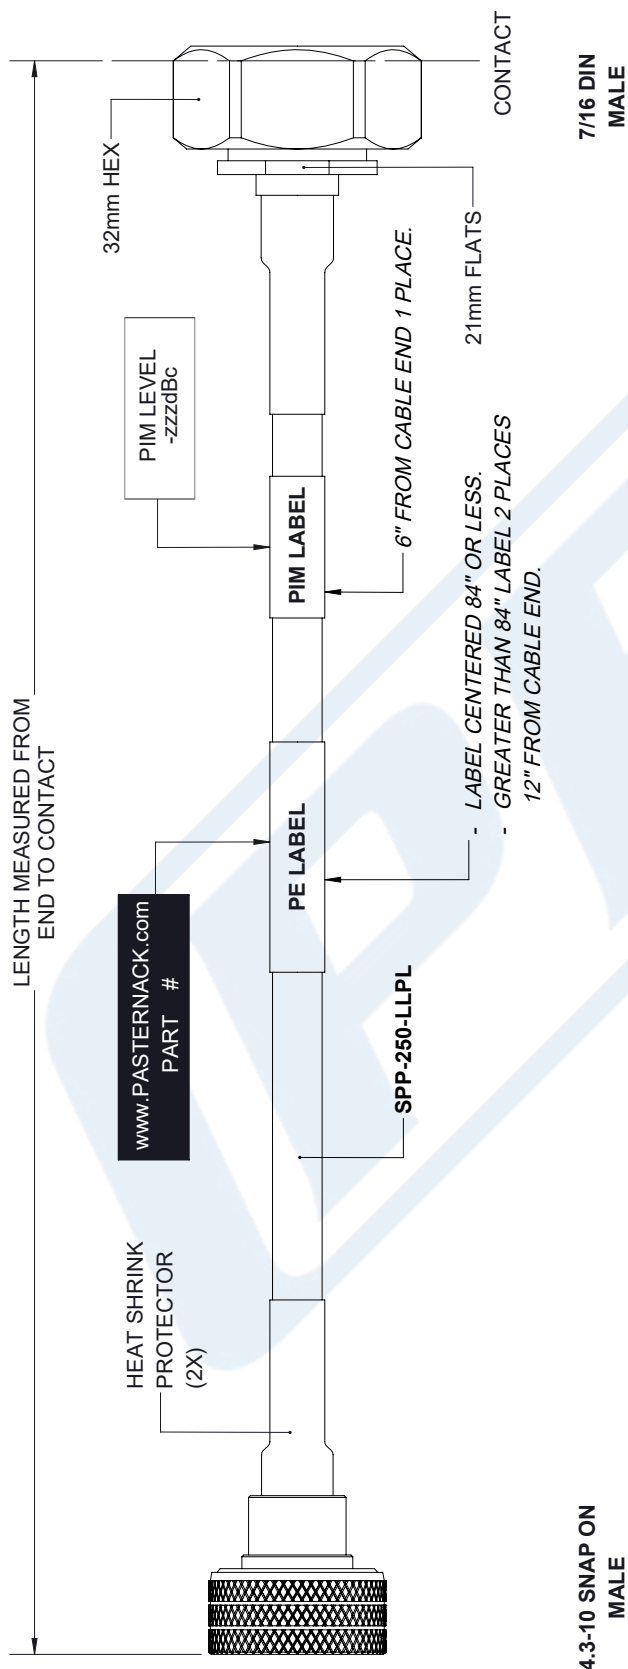 LENGTH MEASURED FROM
END TO CONTACT
32mm HEX
PIM LEVEL
-zzzdBc
www.PASTERNACK.com
PART #
HEAT SHRINK
PROTECTOR
(2X)
PIM LABEL
PE LABEL
SPP-250-LLPL
6" FROM CABLE END 1 PLACE.
- LABEL CENTERED 84" OR LESS.
- GREATER THAN 84" LABEL 2 PLACES
12" FROM CABLE END.
21mm FLATS
CONTACT
4.3-10 SNAP ON
MALE
7/16 DIN
MALE